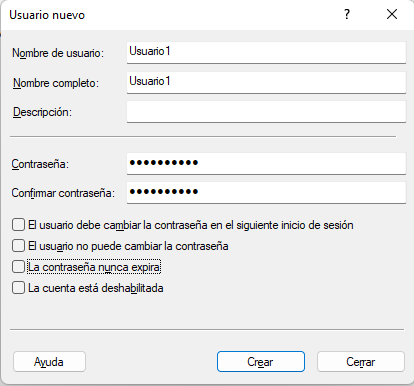 Usuario nuevo ? ×
Nombre de usuario: Usuario1
Nombre completo: Usuario1
Descripción:
Contraseña: ●●●●●●●●●●
Confirmar contraseña: ●●●●●●●●●●
El usuario debe cambiar la contraseña en el siguiente inicio de sesión
El usuario no puede cambiar la contraseña
La contraseña nunca expira
La cuenta está deshabilitada
Ayuda Crear Cerrar